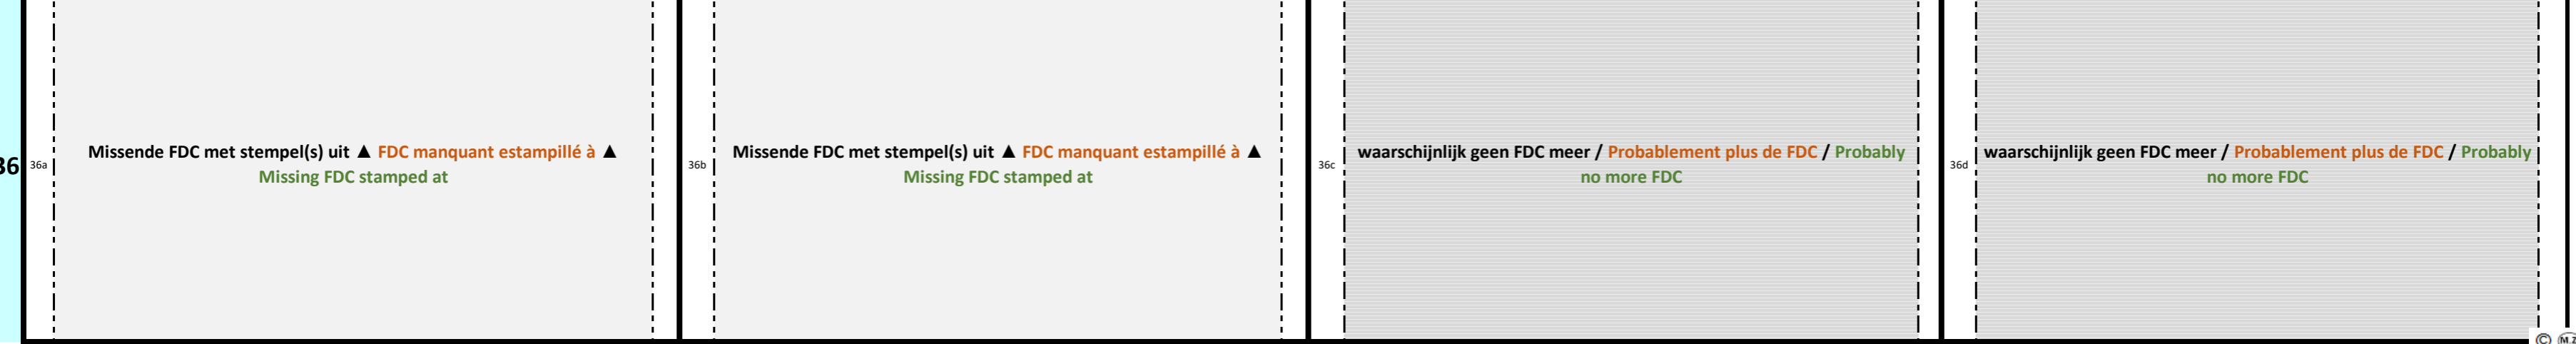 36
36a
Missende FDC met stempel(s) uit ▲ FDC manquant estampillé à ▲
Missing FDC stamped at
36b
Missende FDC met stempel(s) uit ▲ FDC manquant estampillé à ▲
Missing FDC stamped at
36c
waarschijnlijk geen FDC meer / Probablement plus de FDC / Probably
no more FDC
36d
waarschijnlijk geen FDC meer / Probablement plus de FDC / Probably
no more FDC
©